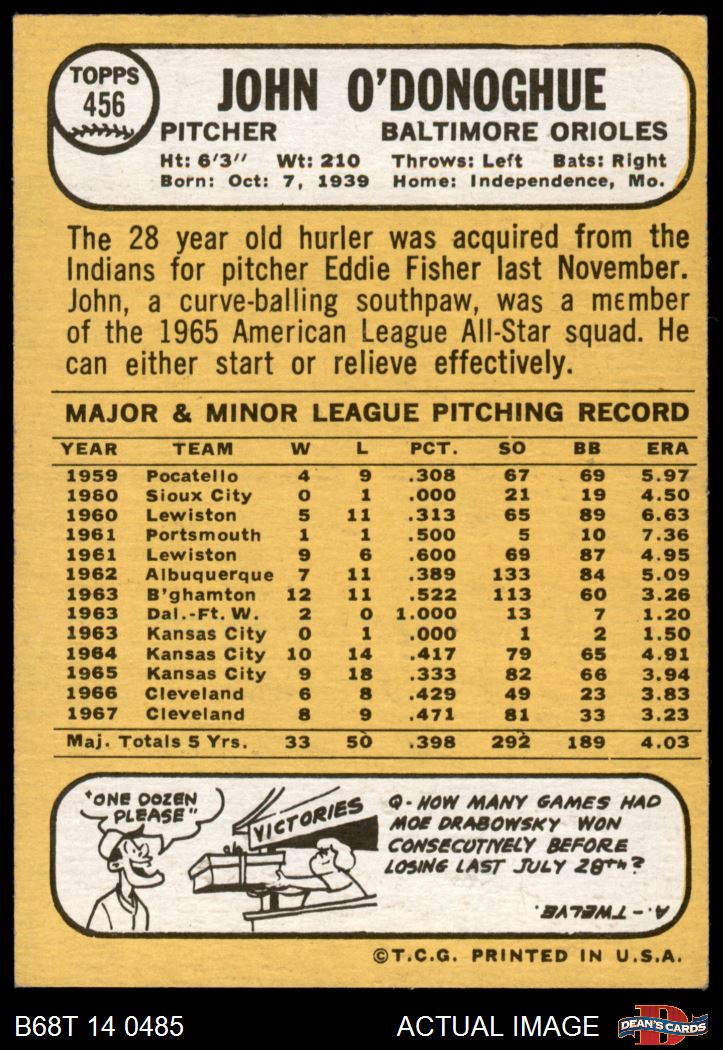 TOPPS
456
JOHN O'DONOGHUE
PITCHER BALTIMORE ORIOLES
Ht: 6'3" Wt: 210 Throws: Left Bats: Right
Born: Oct: 7, 1939 Home: Independence, Mo.
The 28 year old hurler was acquired from the
Indians for pitcher Eddie Fisher last November.
John, a curve-balling southpaw, was a member
of the 1965 American League All-Star squad. He
can either start or relieve effectively.
MAJOR & MINOR LEAGUE PITCHING RECORD
YEAR TEAM W L PCT. SO BB ERA
1959 Pocatello 4 9 .308 67 69 5.97
1960 Sioux City 0 1 .000 21 19 4.50
1960 Lewiston 5 11 .313 65 89 6.63
1961 Portsmouth 1 1 .500 5 10 7.36
1961 Lewiston 9 6 .600 69 87 4.95
1962 Albuquerque 7 11 .389 133 84 5.09
1963 B'ghamton 12 11 .522 113 60 3.26
1963 Dal.-Ft. W. 2 0 1.000 13 7 1.20
1963 Kansas City 0 1 .000 1 2 1.50
1964 Kansas City 10 14 .417 79 65 4.91
1965 Kansas City 9 18 .333 82 66 3.94
1966 Cleveland 6 8 .429 49 23 3.83
1967 Cleveland 8 9 .471 81 33 3.23
Maj. Totals 5 Yrs. 33 50 .398 292 189 4.03
"ONE DOZEN
PLEASE"
VICTORIES
Q- HOW MANY GAMES HAD
MOE DRABOWSKY WON
CONSECUTIVELY BEFORE
LOSING LAST JULY 28TH?
A.- TWELVE.
©T.C.G. PRINTED IN U.S.A.
B68T 14 0485 ACTUAL IMAGE
D
DEAN'S CARDS